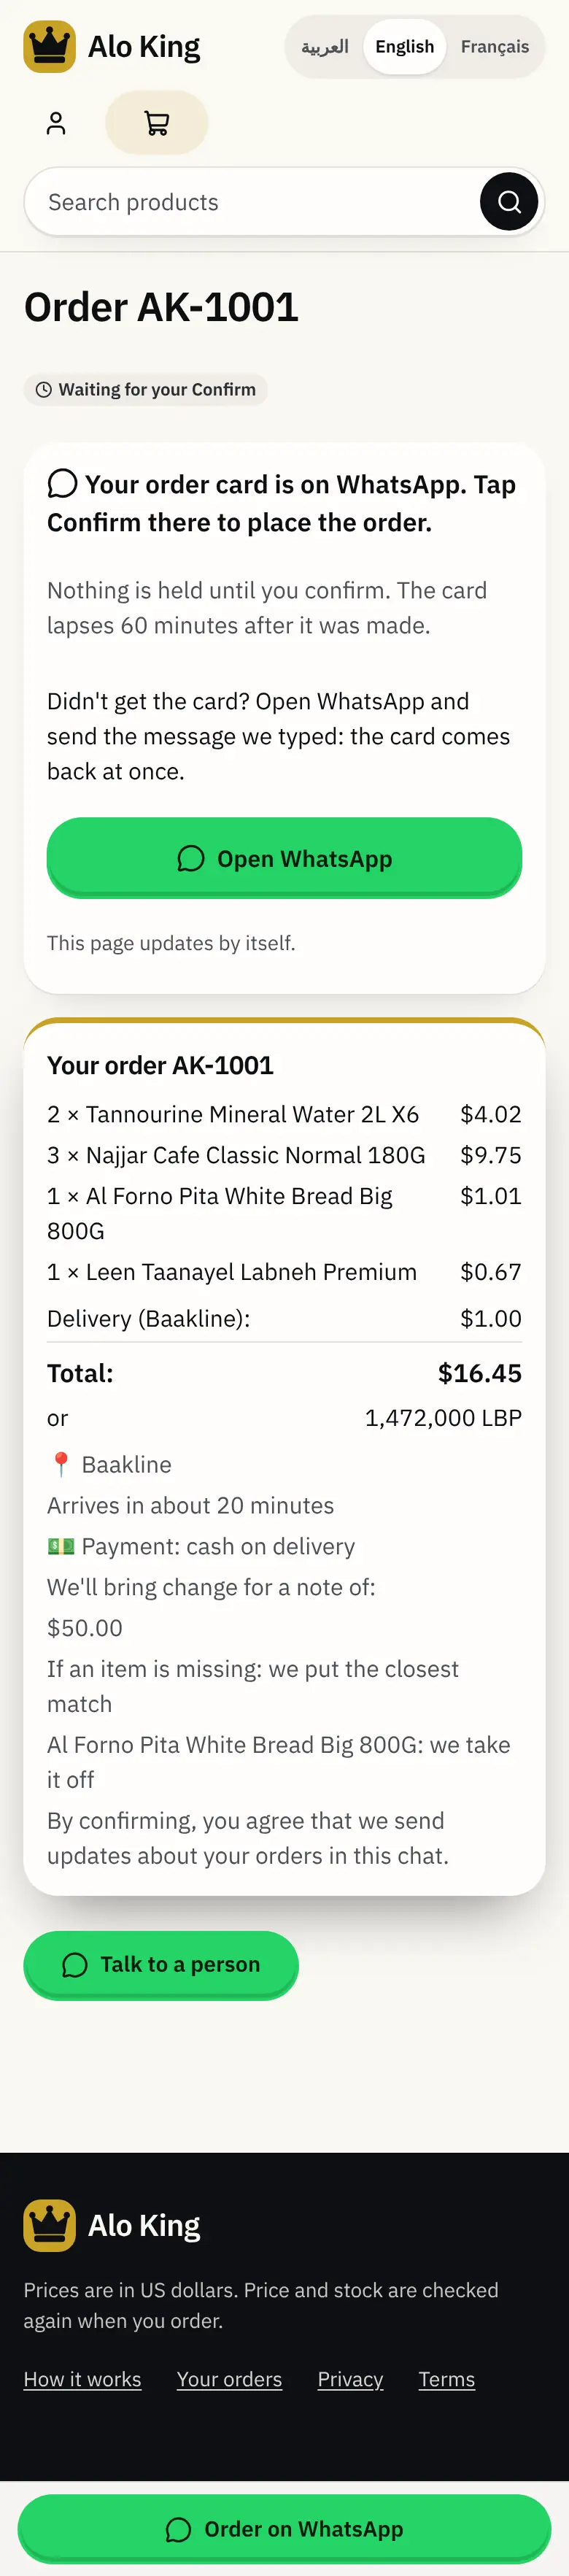 Alo King
العربية
English
Français
Search products
Order AK-1001
Waiting for your Confirm
Your order card is on WhatsApp. Tap
Confirm there to place the order.
Nothing is held until you confirm. The card
lapses 60 minutes after it was made.
Didn't get the card? Open WhatsApp and
send the message we typed: the card comes
back at once.
Open WhatsApp
This page updates by itself.
Your order AK-1001
2 × Tannourine Mineral Water 2L X6 $4.02
3 × Najjar Cafe Classic Normal 180G $9.75
1 × Al Forno Pita White Bread Big $1.01
800G
1 × Leen Taanayel Labneh Premium $0.67
Delivery (Baakline): $1.00
Total: $16.45
or 1,472,000 LBP
📍 Baakline
Arrives in about 20 minutes
💵 Payment: cash on delivery
We'll bring change for a note of:
$50.00
If an item is missing: we put the closest
match
Al Forno Pita White Bread Big 800G: we take
it off
By confirming, you agree that we send
updates about your orders in this chat.
Talk to a person
Alo King
Prices are in US dollars. Price and stock are checked
again when you order.
How it works Your orders Privacy Terms
Order on WhatsApp